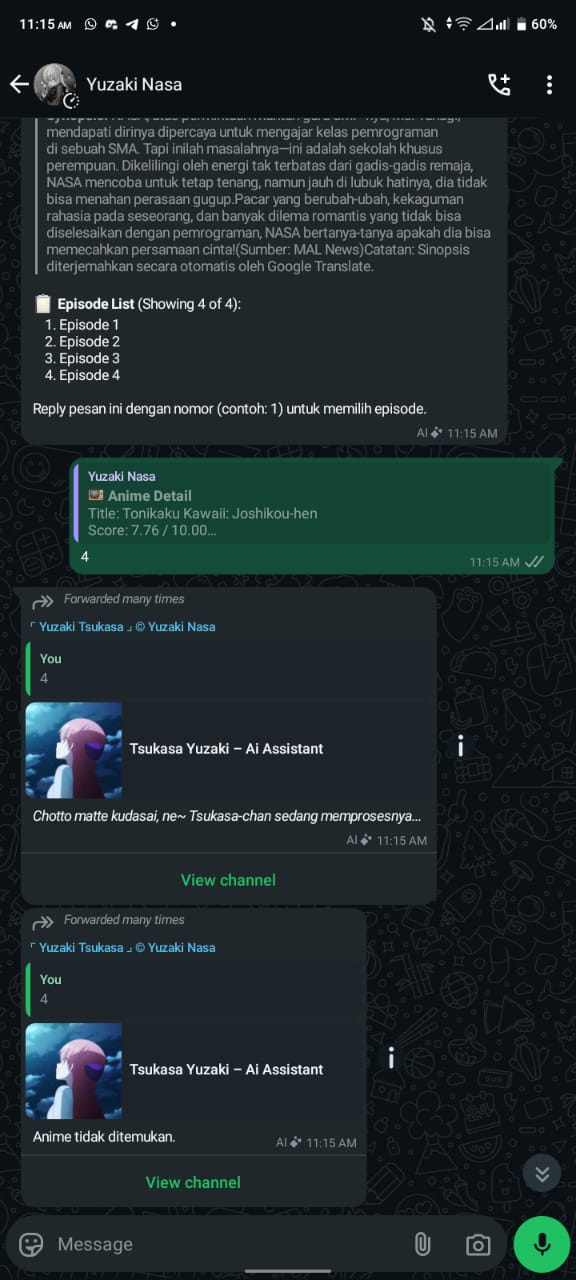 11:15 AM
60%
Yuzaki Nasa
mendapati dirinya dipercaya untuk mengajar kelas pemrograman
di sebuah SMA. Tapi inilah masalahnya—ini adalah sekolah khusus
perempuan. Dikelilingi oleh energi tak terbatas dari gadis-gadis remaja,
NASA mencoba untuk tetap tenang, namun jauh di lubuk hatinya, dia tidak
bisa menahan perasaan gugup.Pacar yang berubah-ubah, kekaguman
rahasia pada seseorang, dan banyak dilema romantis yang tidak bisa
diselesaikan dengan pemrograman, NASA bertanya-tanya apakah dia bisa
memecahkan persamaan cinta!(Sumber: MAL News)Catatan: Sinopsis
diterjemahkan secara otomatis oleh Google Translate.
Episode List (Showing 4 of 4):
1. Episode 1
2. Episode 2
3. Episode 3
4. Episode 4
Reply pesan ini dengan nomor (contoh: 1) untuk memilih episode.
AI 11:15 AM
Yuzaki Nasa
Anime Detail
Title: Tonikaku Kawaii: Joshikou-hen
Score: 7.76 / 10.00...
4
11:15 AM
Forwarded many times
「 Yuzaki Tsukasa 」 © Yuzaki Nasa
You
4
Tsukasa Yuzaki – Ai Assistant
Chotto matte kudasai, ne~ Tsukasa-chan sedang memprosesnya...
AI 11:15 AM
View channel
Forwarded many times
「 Yuzaki Tsukasa 」 © Yuzaki Nasa
You
4
Tsukasa Yuzaki – Ai Assistant
Anime tidak ditemukan.
AI 11:15 AM
View channel
Message